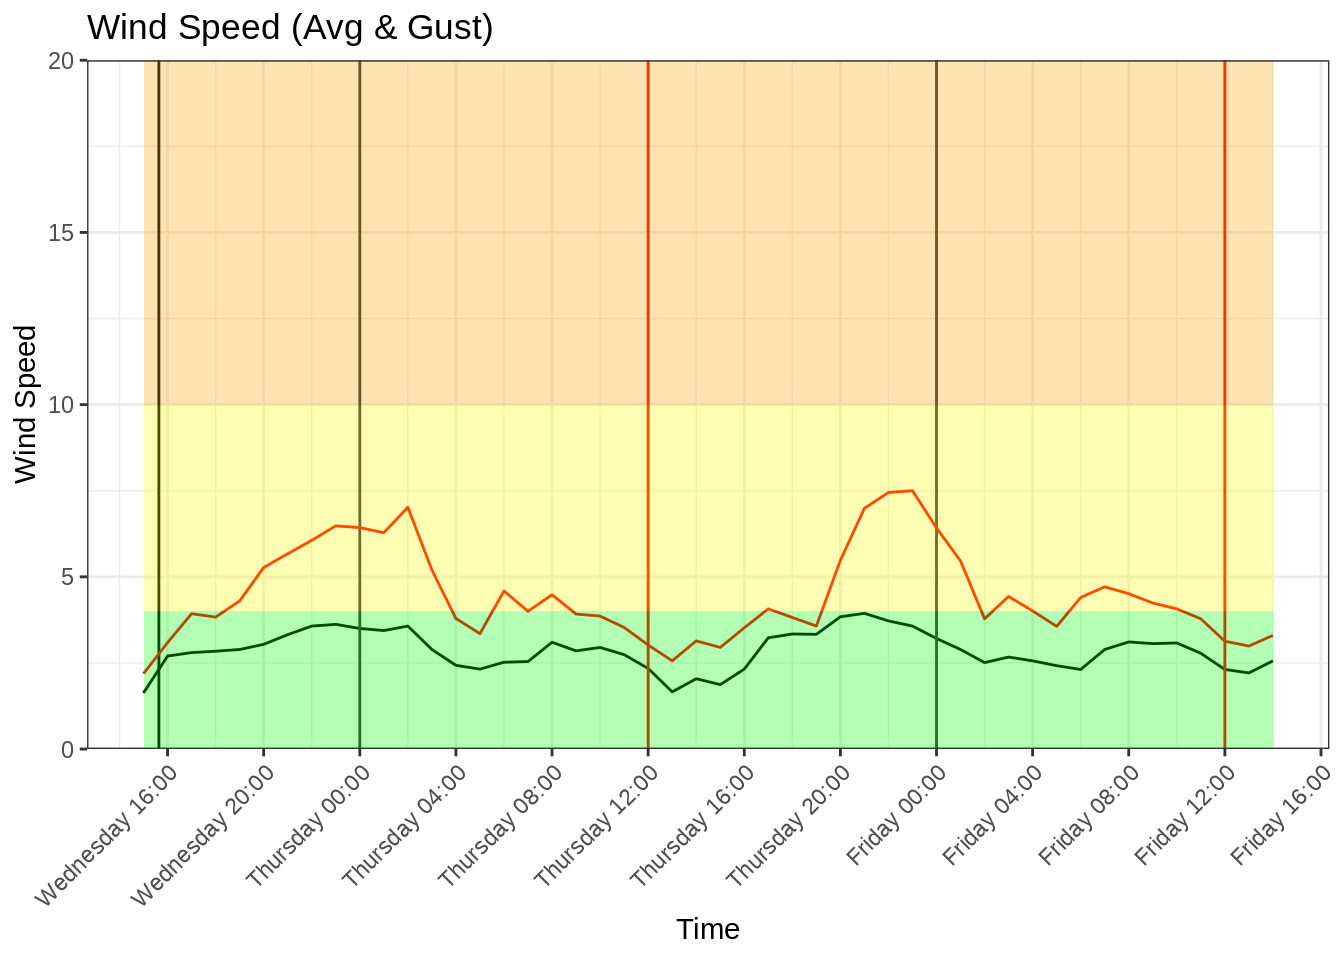 Wind Speed (Avg & Gust)
20
15
10
5
0
Wind Speed
Wednesday 16:00
Wednesday 20:00
Thursday 00:00
Thursday 04:00
Thursday 08:00
Thursday 12:00
Thursday 16:00
Thursday 20:00
Friday 00:00
Friday 04:00
Friday 08:00
Friday 12:00
Friday 16:00
Time